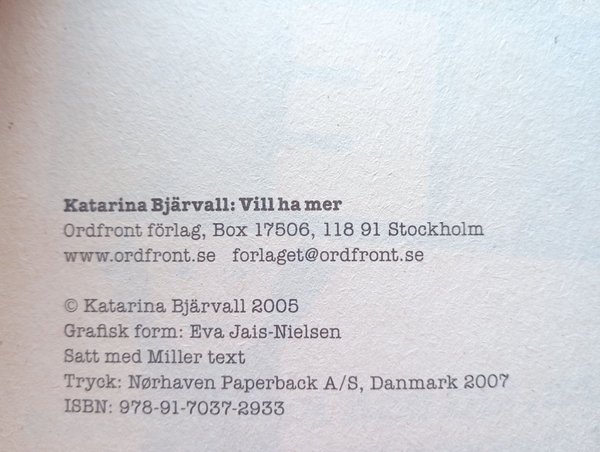 Katarina Bjärvall: Vill ha mer
Ordfront förlag, Box 17506, 118 91 Stockholm
www.ordfront.se forlaget@ordfront.se
© Katarina Bjärvall 2005
Grafisk form: Eva Jais-Nielsen
Satt med Miller text
Tryck: Nørhaven Paperback A/S, Danmark 2007
ISBN: 978-91-7037-2933